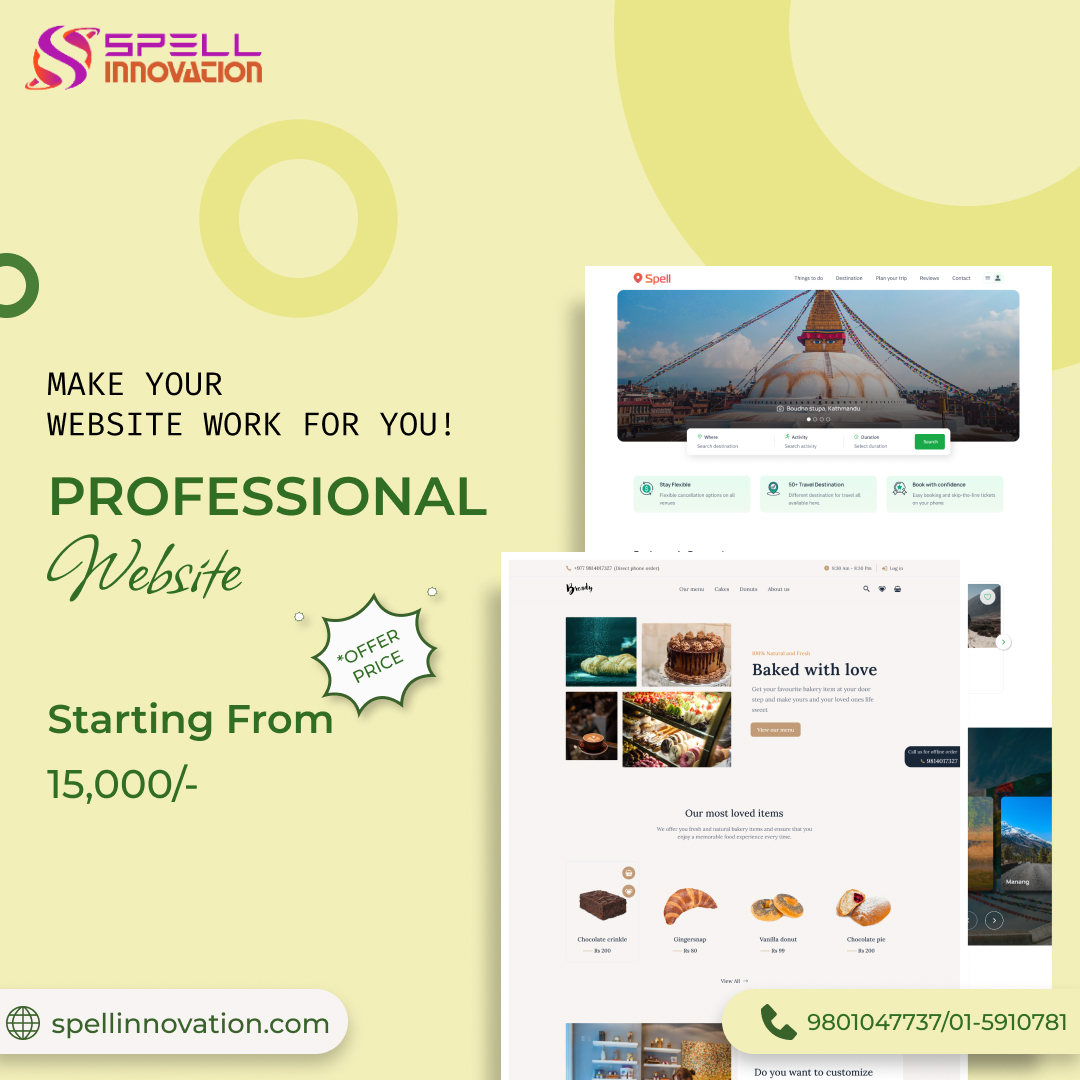 SPELL
INNOVATION
MAKE YOUR
WEBSITE WORK FOR YOU!
PROFESSIONAL
Website
*OFFER
PRICE
Starting From
15,000/-
spellinnovation.com
Spell
Things to do Destination Plan your trip Reviews Contact
Boudha stupa, Kathmandu
Where Activity Duration
Search destination Search activity Select duration
Search
Stay Flexible
Flexible cancellation options on all
venues
50+ Travel Destination
Different destination for travel all
available here.
Book with confidence
Easy booking and skip-the-line tickets
on your phone
+977 9814017327 (Direct phone order)
8:30 Am - 8:30 Pm Log in
Bready
Our menu Cakes Donuts About us
100% Natural and Fresh
Baked with love
Get your favourite bakery item at your door
step and make yours and your loved ones life
sweet
View our menu
Call us for offline order
9814017327
Our most loved items
We offer you fresh and natural bakery items and ensure that you
enjoy a memorable food experience every time.
Chocolate crinkle Gingersnap Vanilla donut Chocolate pie
Rs 200 Rs 80 Rs 99 Rs 200
View All
Manang
Do you want to customize
9801047737/01-5910781